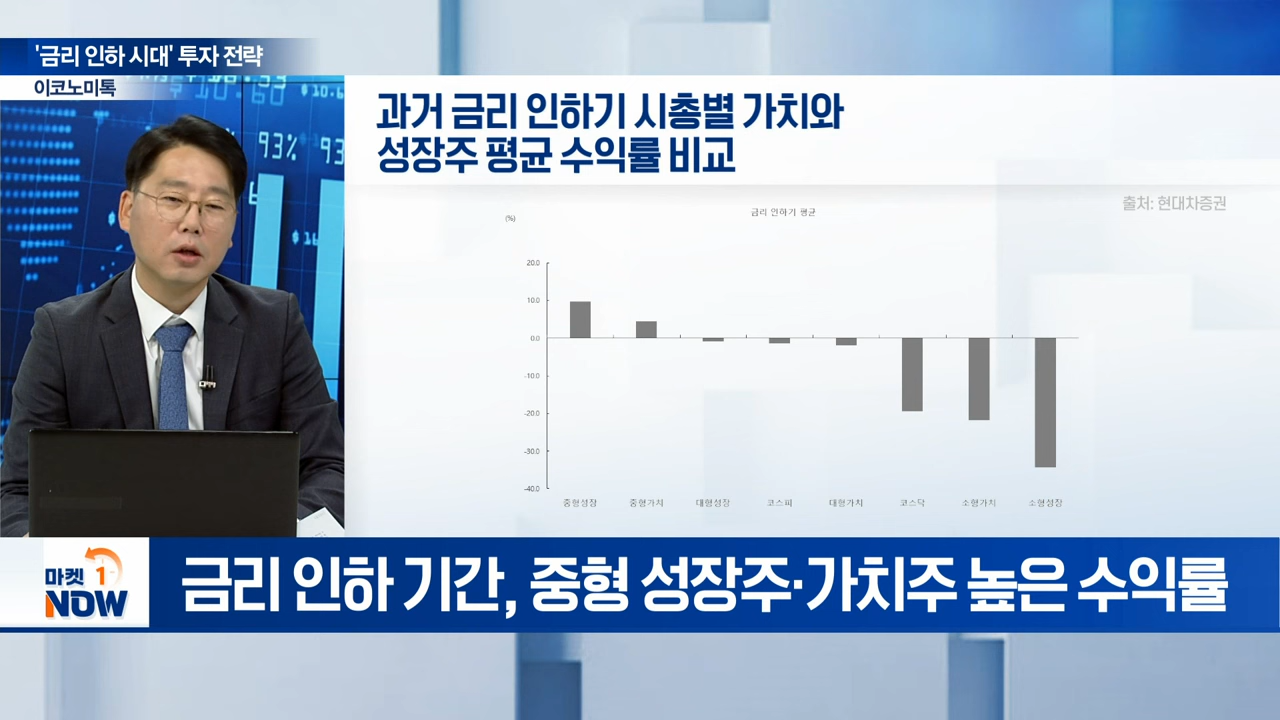 '금리 인하 시대' 투자 전략
이코노미톡
93%
93
과거 금리 인하기 시총별 가치와
성장주 평균 수익률 비교
출처: 현대차증권
금리 인하기 평균
(%)
20.0
10.0
0.0
-10.0
-20.0
-30.0
-40.0
중형성장 중형가치 대형성장 코스피 대형가치 코스닥 소형가치 소형성장
마켓 1
NOW
금리 인하 기간, 중형 성장주·가치주 높은 수익률